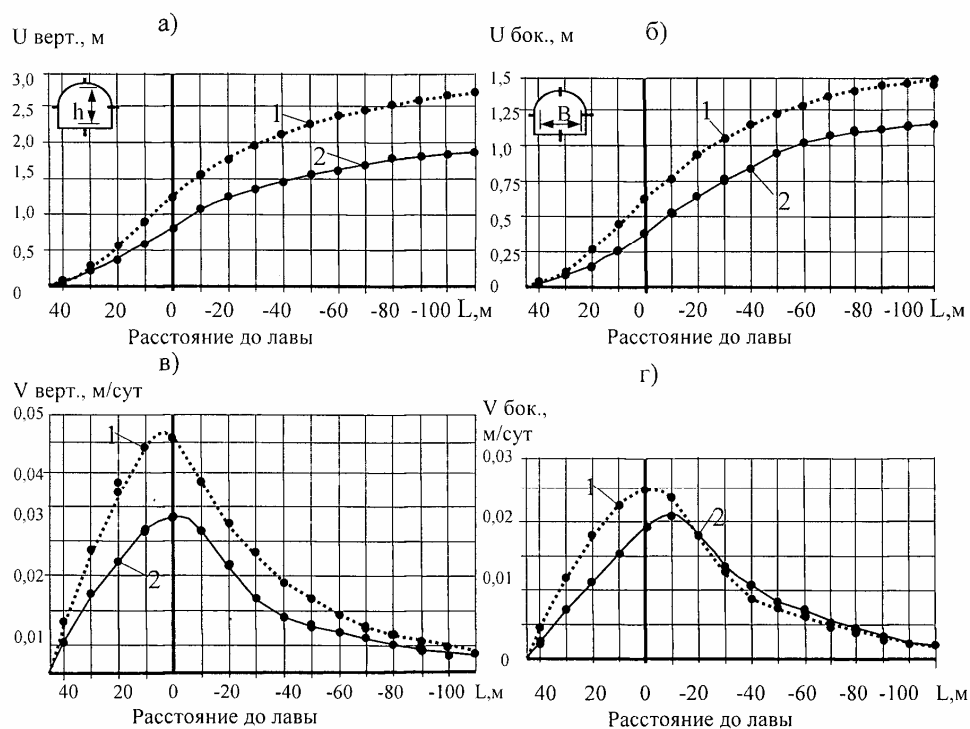 а)
U верт., м
3,0
2,5
2,0
1,5
1,0
0,5
0
h
1
2
40 20 0 -20 -40 -60 -80 -100 L,м
Расстояние до лавы
б)
U бок., м
1,5
1,25
1,0
0,75
0,5
0,25
0
B
1
2
40 20 0 -20 -40 -60 -80 -100 L,м
Расстояние до лавы
в)
V верт., м/сут
0,05
0,04
0,03
0,02
0,01
1
2
40 20 0 -20 -40 -60 -80 -100 L,м
Расстояние до лавы
г)
V бок.,
м/сут
0,03
0,02
0,01
0
1
2
40 20 0 -20 -40 -60 -80 -100 L,м
Расстояние до лавы